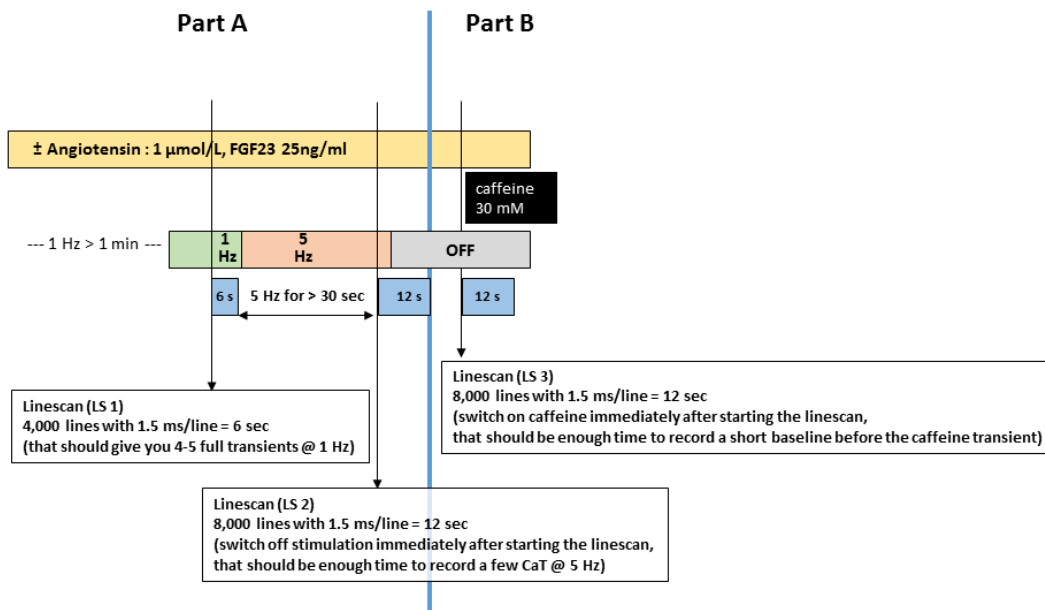 Part A
Part B
± Angiotensin : 1 µmol/L, FGF23 25ng/ml
caffeine
30 mM
--- 1 Hz > 1 min ---
1
Hz
5
Hz
OFF
6 s
5 Hz for > 30 sec
12 s
12 s
Linescan (LS 1)
4,000 lines with 1.5 ms/line = 6 sec
(that should give you 4-5 full transients @ 1 Hz)
Linescan (LS 3)
8,000 lines with 1.5 ms/line = 12 sec
(switch on caffeine immediately after starting the linescan,
that should be enough time to record a short baseline before the caffeine transient)
Linescan (LS 2)
8,000 lines with 1.5 ms/line = 12 sec
(switch off stimulation immediately after starting the linescan,
that should be enough time to record a few CaT @ 5 Hz)